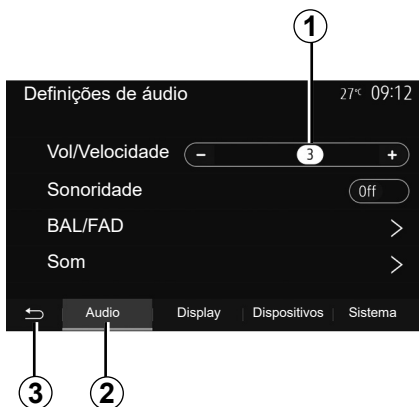 1
Definições de áudio 27°C 09:12
Vol/Velocidade - 3 +
Sonoridade Off
BAL/FAD >
Som >
Audio Display Dispositivos Sistema
3 2